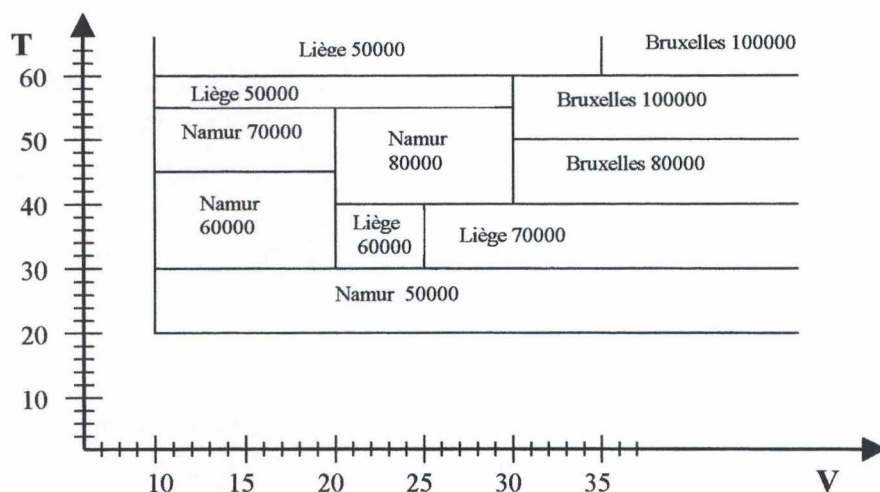 T
Liège 50000
Bruxelles 100000
60
Liège 50000
Bruxelles 100000
Namur 70000
50
Namur
80000
Bruxelles 80000
40
Namur
60000
Liège
60000
Liège 70000
30
Namur 50000
20
10
10 15 20 25 30 35
V